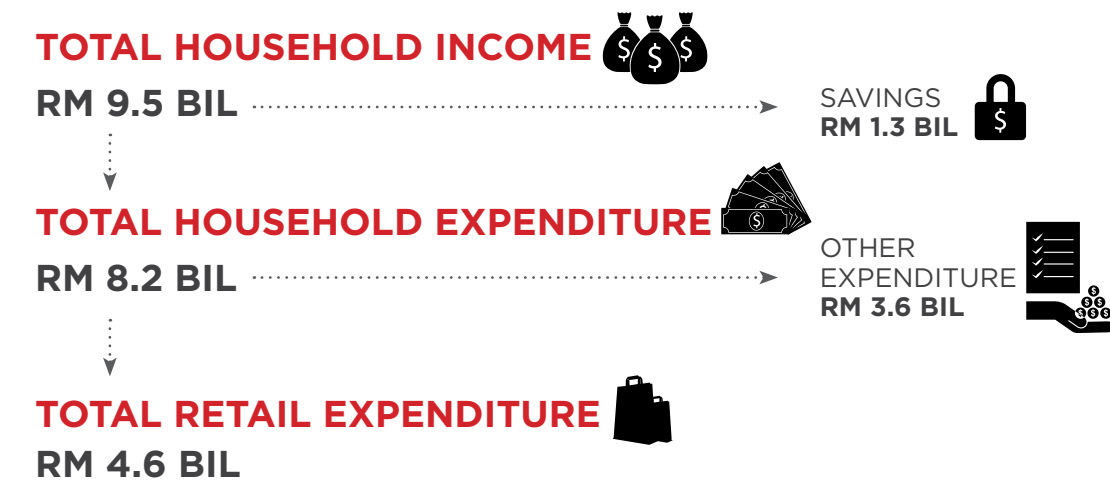 TOTAL HOUSEHOLD INCOME
RM 9.5 BIL
SAVINGS
RM 1.3 BIL
TOTAL HOUSEHOLD EXPENDITURE
RM 8.2 BIL
OTHER
EXPENDITURE
RM 3.6 BIL
TOTAL RETAIL EXPENDITURE
RM 4.6 BIL